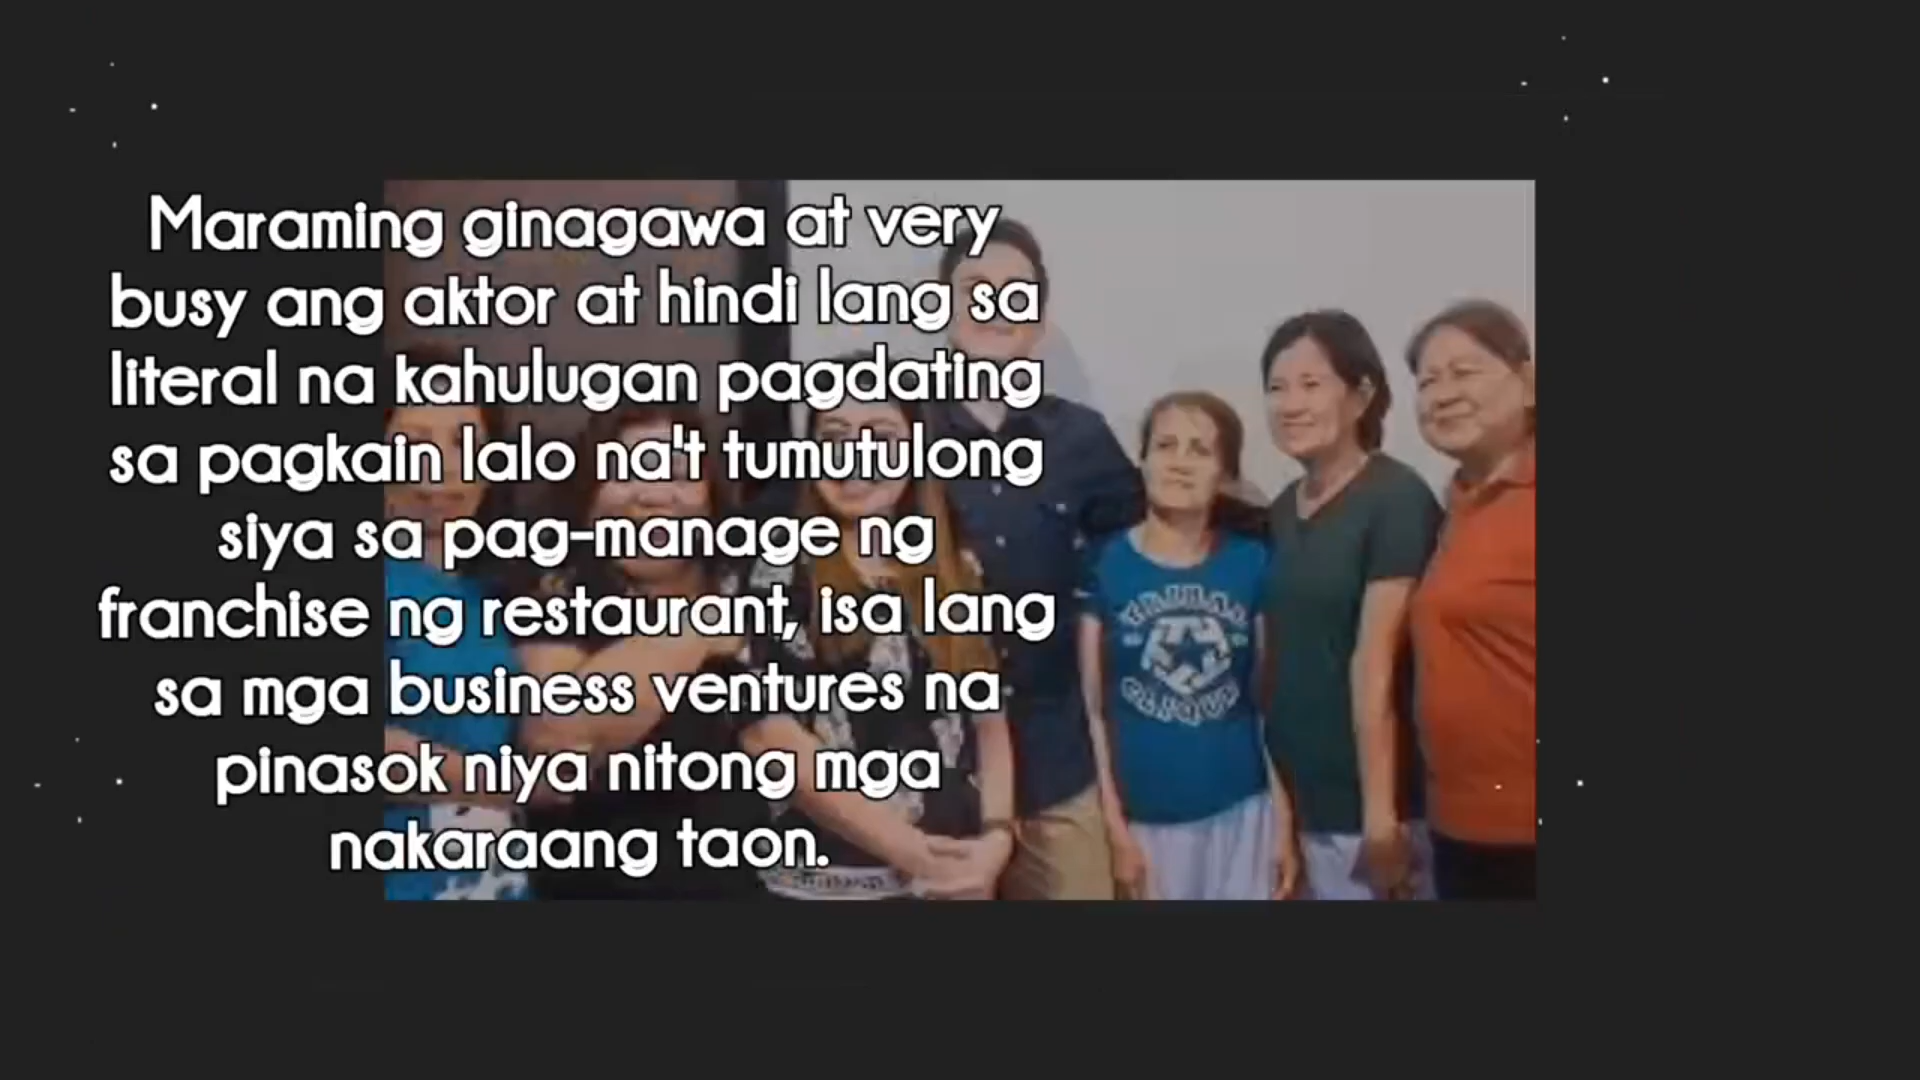 Maraming ginagawa at very
busy ang aktor at hindi lang sa
literal na kahulugan pagdating
sa pagkain lalo na't tumutulong
siya sa pag-manage ng
franchise ng restaurant, isa lang
sa mga business ventures na
pinasok niya nitong mga
nakaraang taon.